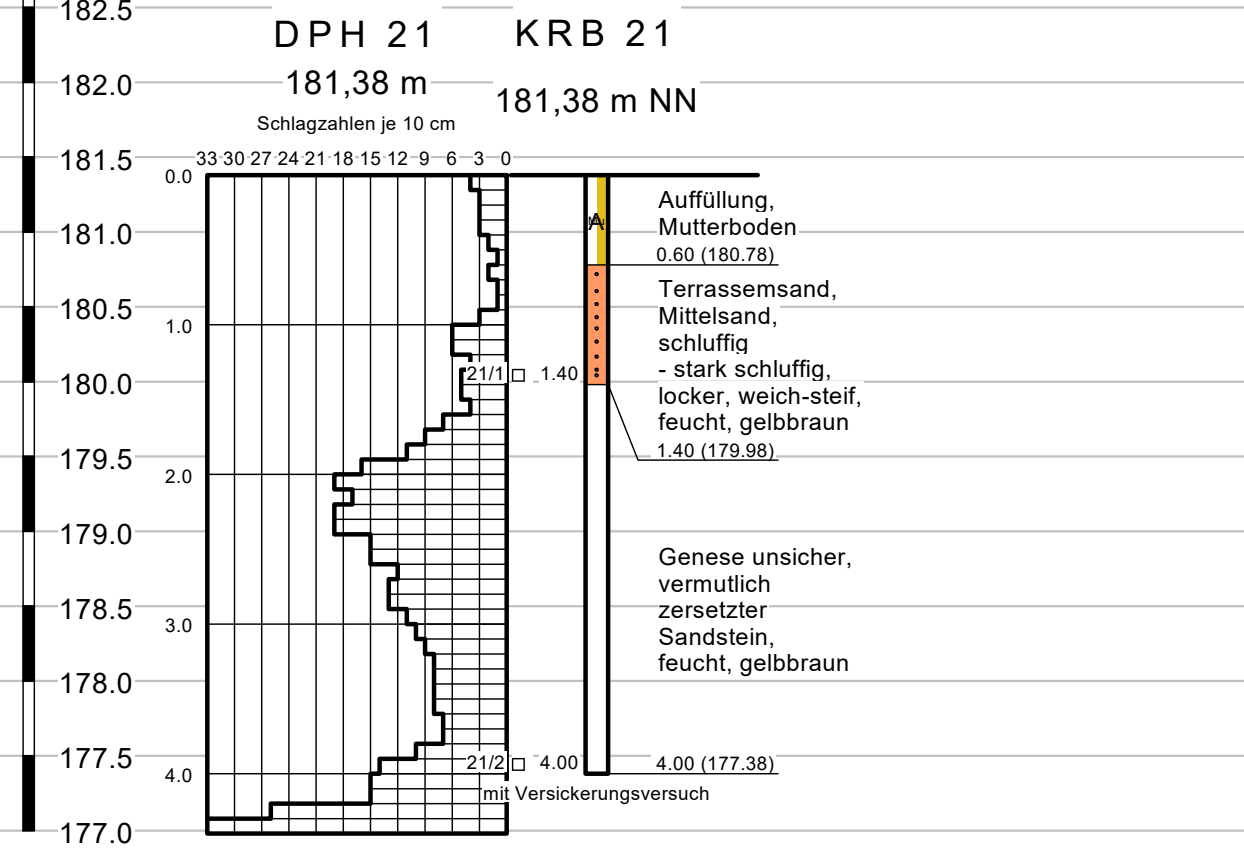 182.5
DPH 21
KRB 21
182.0
181,38 m
181,38 m NN
Schlagzahlen je 10 cm
181.5
33 30 27 24 21 18 15 12 9 6 3 0
0.0
Auffüllung,
A
Mutterboden
181.0
0.60 (180.78)
Terrassemsand,
180.5
Mittelsand,
1.0
schluffig
180.0
21/1
1.40
- stark schluffig,
locker, weich-steif,
feucht, gelbbraun
179.5
1.40 (179.98)
2.0
179.0
Genese unsicher,
vermutlich
178.5
zersetzter
3.0
Sandstein,
feucht, gelbbraun
178.0
177.5
21/2
4.00
4.00 (177.38)
4.0
mit Versickerungsversuch
177.0